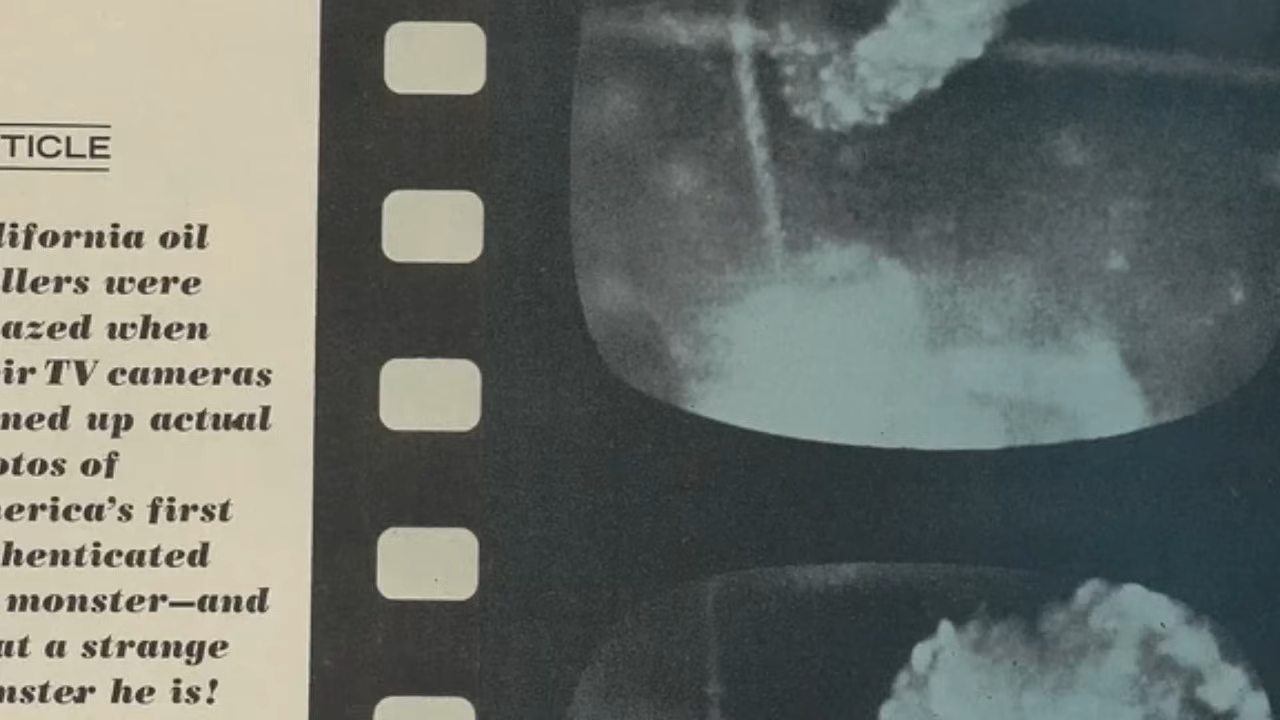 TICLE
lifornia oil
llers were
azed when
ir TV cameras
ned up actual
otos of
erica's first
henticated
monster—and
at a strange
nster he is!